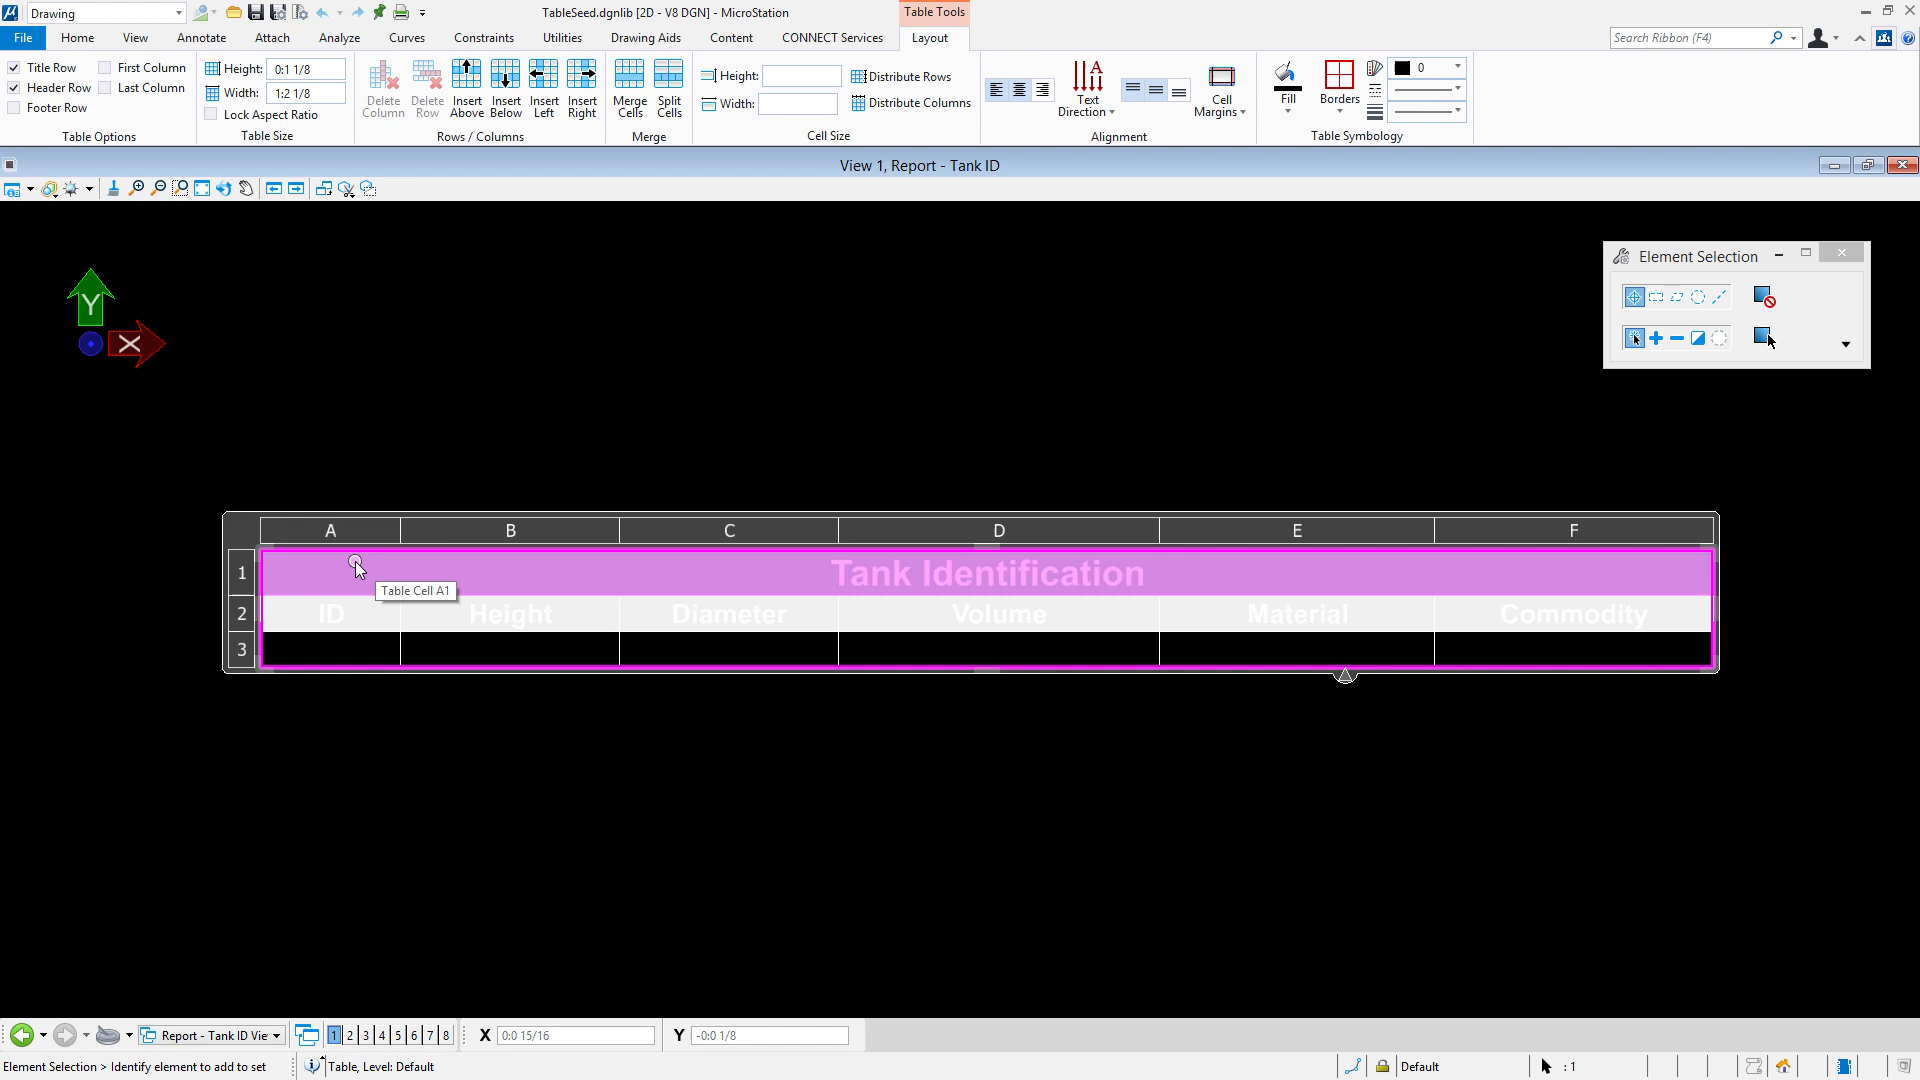 Drawing
TableSeed.dgnlib [2D - V8 DGN] - MicroStation
Table Tools
File Home View Annotate Attach Analyze Curves Constraints Utilities Drawing Aids Content CONNECT Services Layout
Search Ribbon (F4)
Title Row First Column
Header Row Last Column
Footer Row
Table Options
Height: 0:1 1/8
Width: 1:2 1/8
Lock Aspect Ratio
Table Size
Delete Column
Delete Row
Insert Above
Insert Below
Insert Left
Insert Right
Rows / Columns
Merge Cells
Split Cells
Merge
Height:
Width:
Distribute Rows
Distribute Columns
Cell Size
Text Direction
Cell Margins
Alignment
Fill
Borders
0
Table Symbology
View 1, Report - Tank ID
Y
X
Element Selection
A B C D E F
1 Tank Identification
Table Cell A1
2 ID Height Diameter Volume Material Commodity
3
Report - Tank ID Vie
1 2 3 4 5 6 7 8
X 0:0 15/16
Y -0:0 1/8
Element Selection > Identify element to add to set
Table, Level: Default
Default
: 1